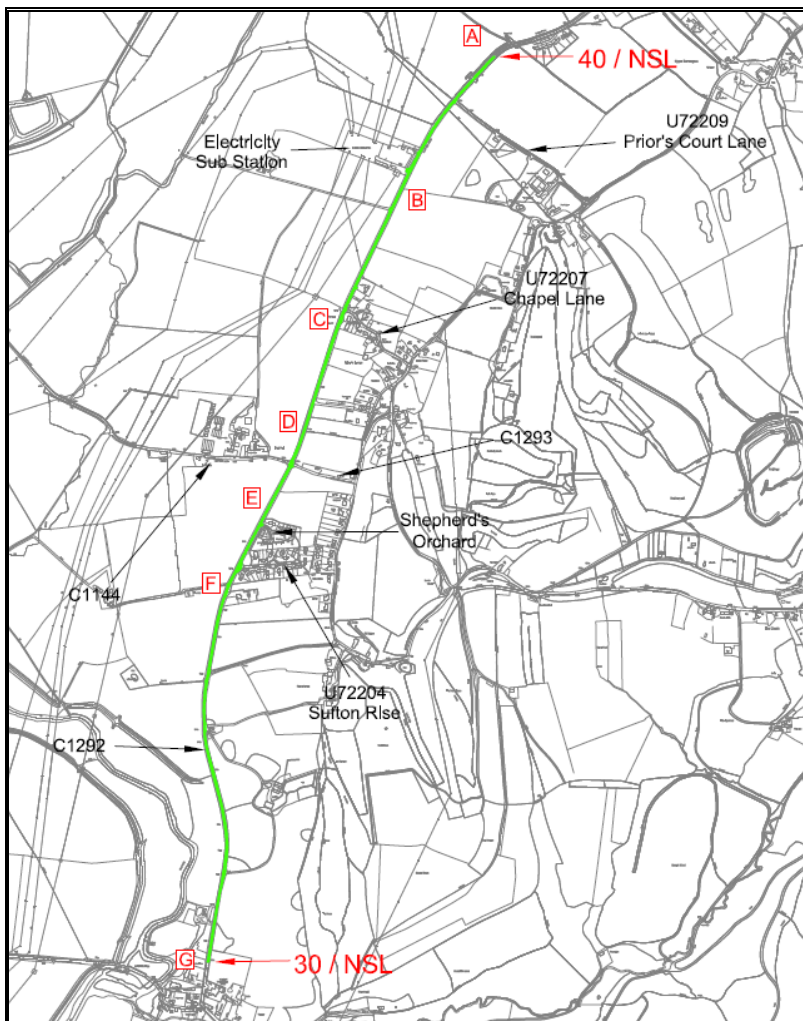 A
40 / NSL
U72209
Prior's Court Lane
Electricity
Sub Station
B
U72207
Chapel Lane
C
D
C1293
E
Shepherd's
Orchard
C1144
F
U72204
Sufton Rise
C1292
G
30 / NSL